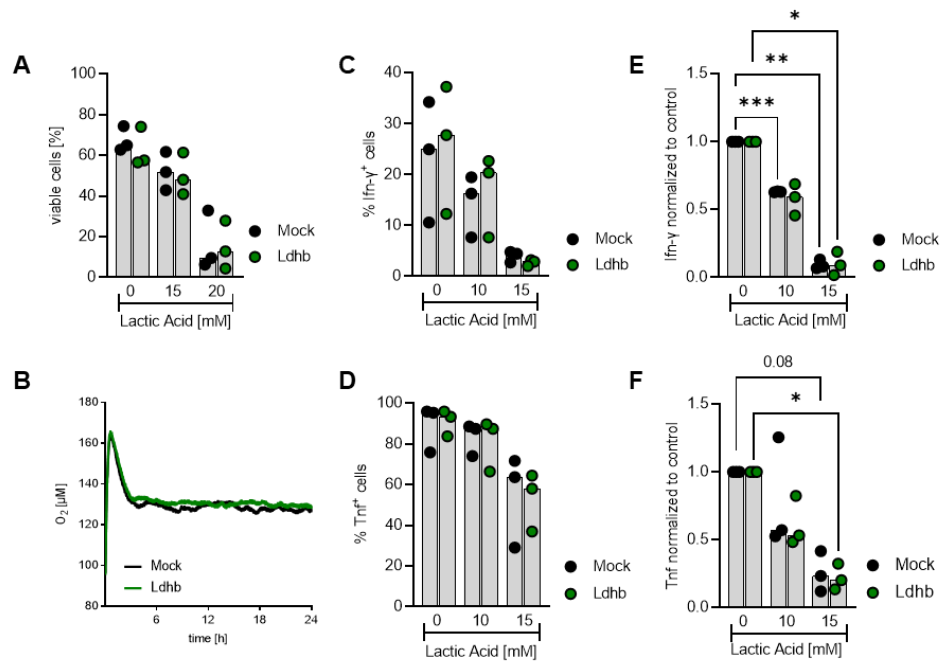 A
viable cells [%]
100
80
60
40
20
0
0 15 20
Lactic Acid [mM]
Mock
Ldhb
C
% Ifn-γ⁺ cells
40
30
20
10
0
0 10 15
Lactic Acid [mM]
Mock
Ldhb
E
Ifn-γ normalized to control
*
**
***
1.5
1.0
0.5
0.0
0 10 15
Lactic Acid [mM]
Mock
Ldhb
B
O₂ [µM]
180
160
140
120
100
80
6 12 18 24
time [h]
Mock
Ldhb
D
% Tnf⁺ cells
100
80
60
40
20
0
0 10 15
Lactic Acid [mM]
Mock
Ldhb
F
Tnf normalized to control
0.08
*
1.5
1.0
0.5
0.0
0 10 15
Lactic Acid [mM]
Mock
Ldhb